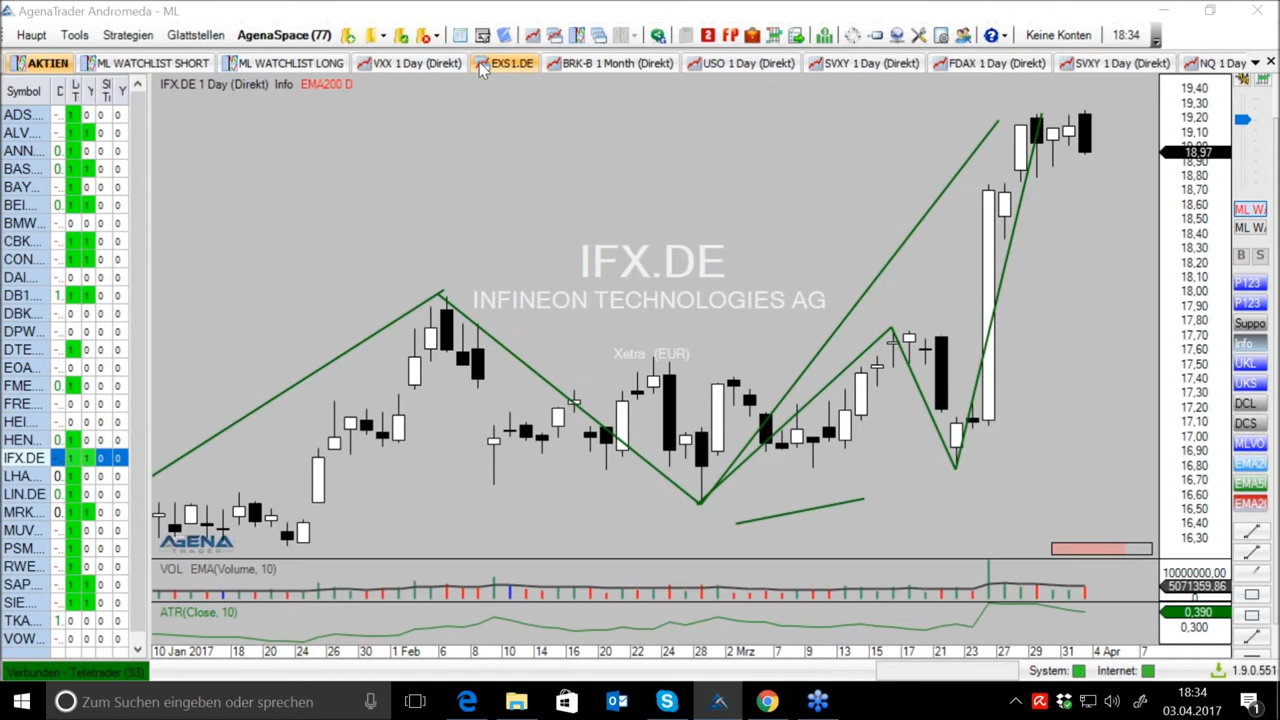 AgenaTrader Andromeda - ML
Haupt Tools Strategien Glattstellen AgenaSpace (77) Keine Konten 18:34
AKTIEN ML WATCHLIST SHORT ML WATCHLIST LONG VXX 1 Day (Direkt) EXS1.DE BRK-B 1 Month (Direkt) USO 1 Day (Direkt) SVXY 1 Day (Direkt) FDAX 1 Day (Direkt) SVXY 1 Day (Direkt) NQ 1 Day
Symbol
IFX.DE 1 Day (Direkt) Info EMA200 D
ADS....
ALV....
ANN....
BAS....
BAY...
BEI....
BMW...
CBK...
CON....
DAI...
DB1...
DBK...
DPW...
DTE...
EOA...
FME...
FRE...
HEI...
HEN...
IFX.DE
LHA...
LIN.DE
MRK...
MUV...
PSM...
RWE...
SAP...
SIE...
TKA...
VOW...
IFX.DE
INFINEON TECHNOLOGIES AG
Xetra (EUR)
AGENA
TRADER
19,40
19,30
19,20
19,10
18,97
18,80
18,70
18,60
18,50
18,40
18,30
18,20
18,10
18,00
17,90
17,80
17,70
17,60
17,50
17,40
17,30
17,20
17,10
17,00
16,90
16,80
16,70
16,60
16,50
16,40
16,30
B S
P123
P123
Suppo
Info
UKL
UKS
DCL
DCS
MLVO
VOL EMA(Volume, 10)
10000000,00
5071359,86
0
ATR(Close, 10)
0,390
0,300
10 Jan 2017 18 20 24 26 30 1 Feb 6 8 10 14 16 20 22 24 28 2 Mrz 7 9 13 15 17 21 23 27 29 31 4 Apr 7
Verbunden - Teletrader (93) System: Internet: 1.9.0.551
Zum Suchen eingeben oder sprechen
18:34
03.04.2017